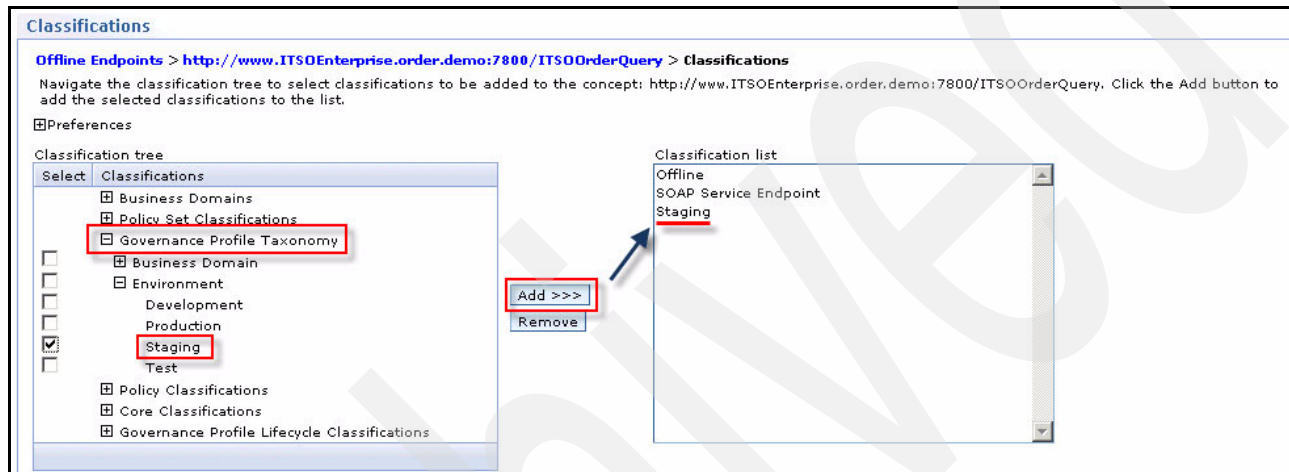 Classifications
Offline Endpoints > http://www.ITSOEnterprise.order.demo:7800/ITSOOrderQuery > Classifications
Navigate the classification tree to select classifications to be added to the concept: http://www.ITSOEnterprise.order.demo:7800/ITSOOrderQuery. Click the Add button to
add the selected classifications to the list.
Preferences
Classification tree
Select Classifications
Business Domains
Policy Set Classifications
Governance Profile Taxonomy
Business Domain
Environment
Development
Production
Staging
Test
Policy Classifications
Core Classifications
Governance Profile Lifecycle Classifications
Add >>>
Remove
Classification list
Offline
SOAP Service Endpoint
Staging